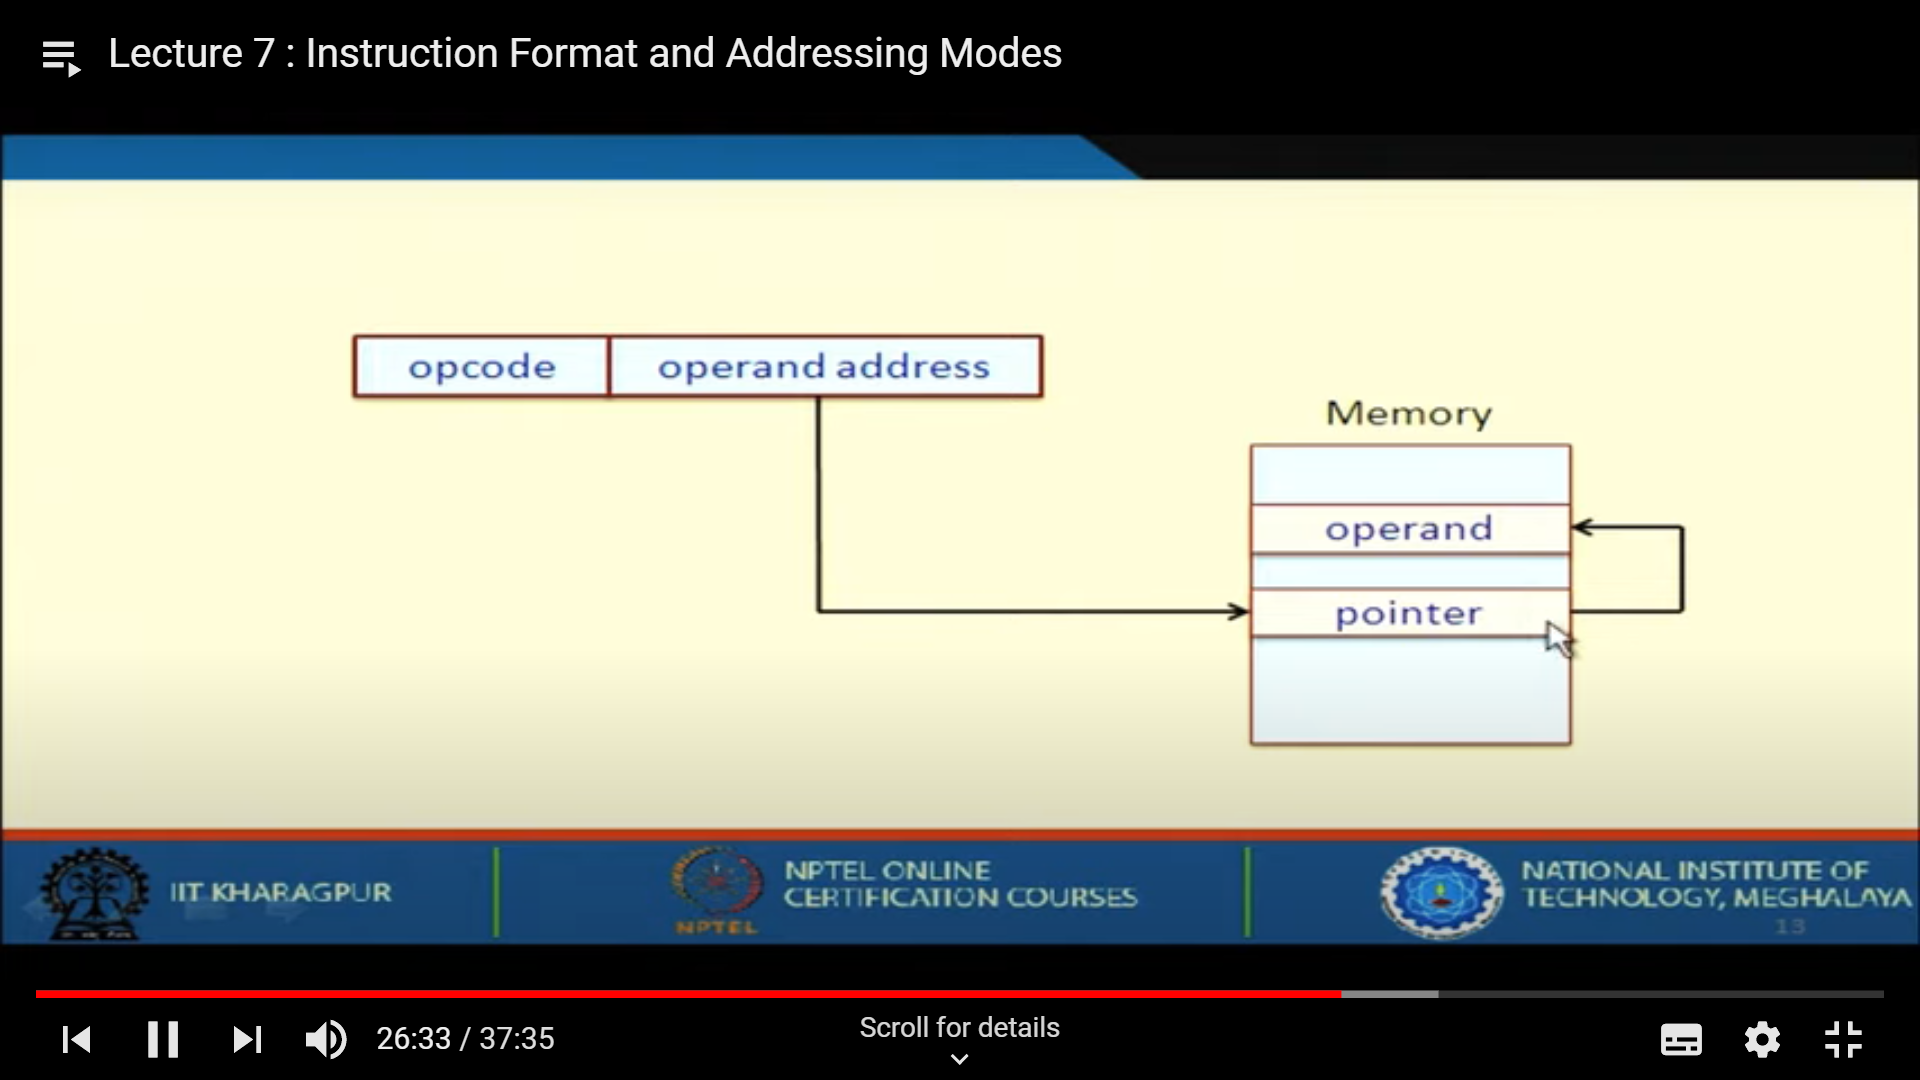 Lecture 7 : Instruction Format and Addressing Modes
opcode
operand address
Memory
operand
pointer
IIT KHARAGPUR
NPTEL
NPTEL ONLINE
CERTIFICATION COURSES
NATIONAL INSTITUTE OF
TECHNOLOGY, MEGHALAYA
13
26:33 / 37:35
Scroll for details